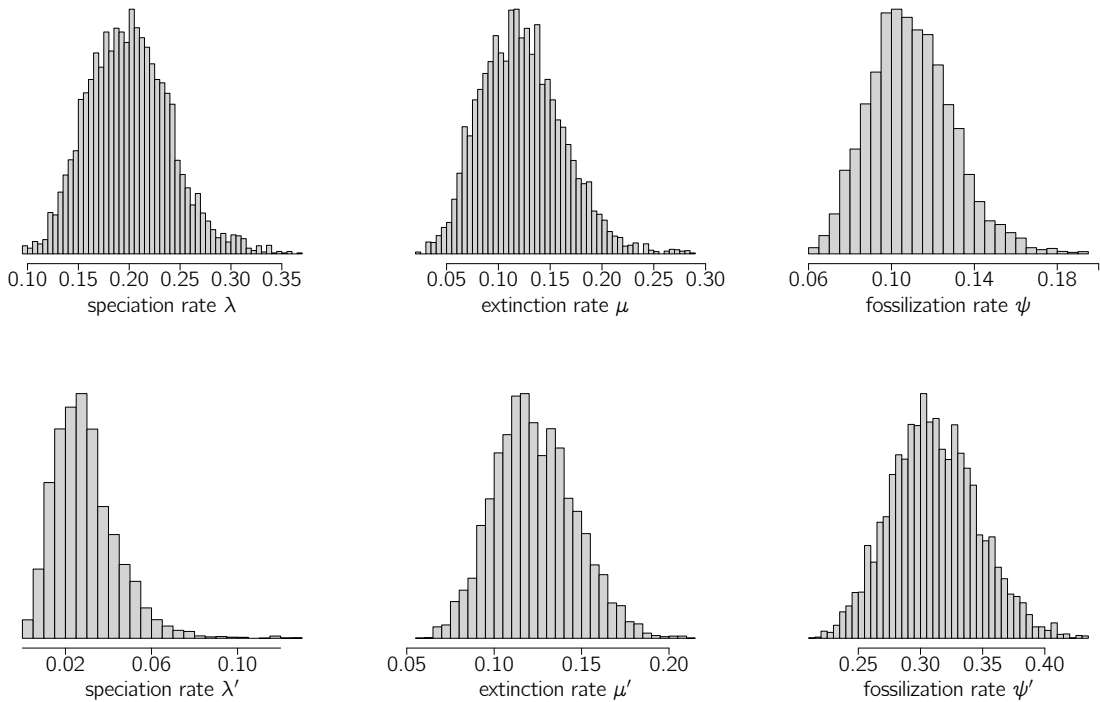 0.10 0.15 0.20 0.25 0.30 0.35
speciation rate λ
0.05 0.10 0.15 0.20 0.25 0.30
extinction rate μ
0.06 0.10 0.14 0.18
fossilization rate ψ
0.02 0.06 0.10
speciation rate λ′
0.05 0.10 0.15 0.20
extinction rate μ′
0.25 0.30 0.35 0.40
fossilization rate ψ′